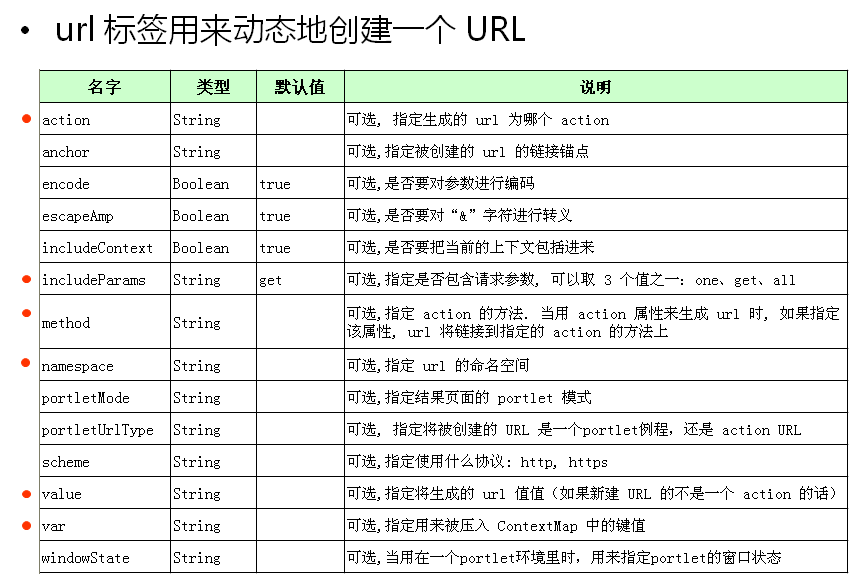 • url 标签用来动态地创建一个 URL
名字 类型 默认值 说明
action String 可选, 指定生成的 url 为哪个 action
anchor String 可选,指定被创建的 url 的链接锚点
encode Boolean true 可选,是否要对参数进行编码
escapeAmp Boolean true 可选,是否要对“&”字符进行转义
includeContext Boolean true 可选,是否要把当前的上下文包括进来
includeParams String get 可选,指定是否包含请求参数, 可以取 3 个值之一: one、get、all
method String 可选,指定 action 的方法. 当用 action 属性来生成 url 时, 如果指定
该属性, url 将链接到指定的 action 的方法上
namespace String 可选,指定 url 的命名空间
portletMode String 可选,指定结果页面的 portlet 模式
portletUrlType String 可选, 指定将被创建的 URL 是一个portlet例程，还是 action URL
scheme String 可选,指定使用什么协议: http, https
value String 可选,指定将生成的 url 值值（如果新建 URL 的不是一个 action 的话）
var String 可选,指定用来被压入 ContextMap 中的键值
windowState String 可选,当用在一个portlet环境里时，用来指定portlet的窗口状态